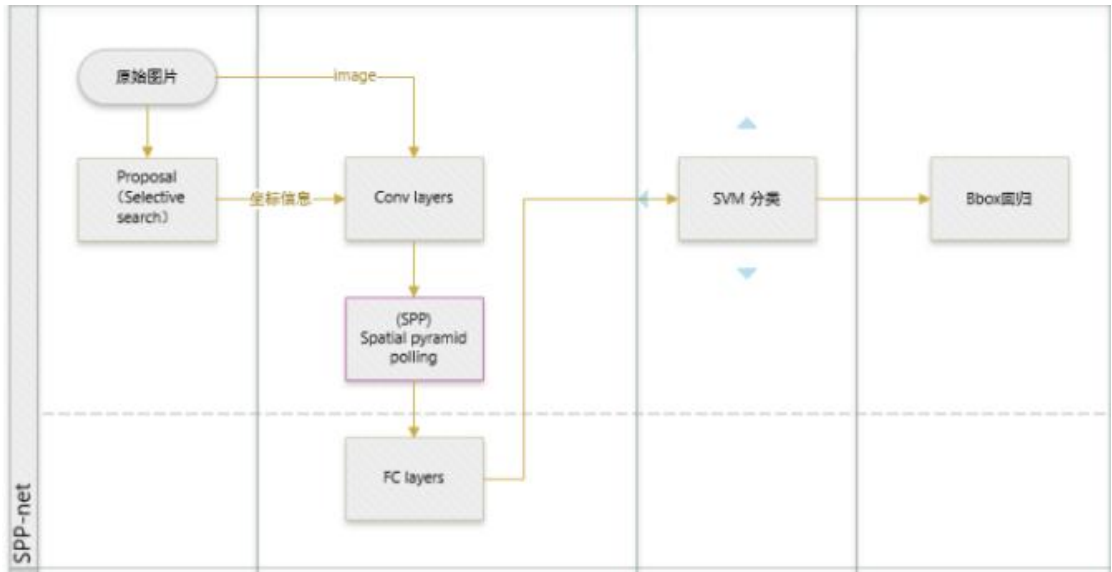 原始图片
image
Proposal
（Selective
search）
坐标信息
Conv layers
SVM 分类
Bbox回归
(SPP)
Spatial pyramid
polling
FC layers
SPP-net